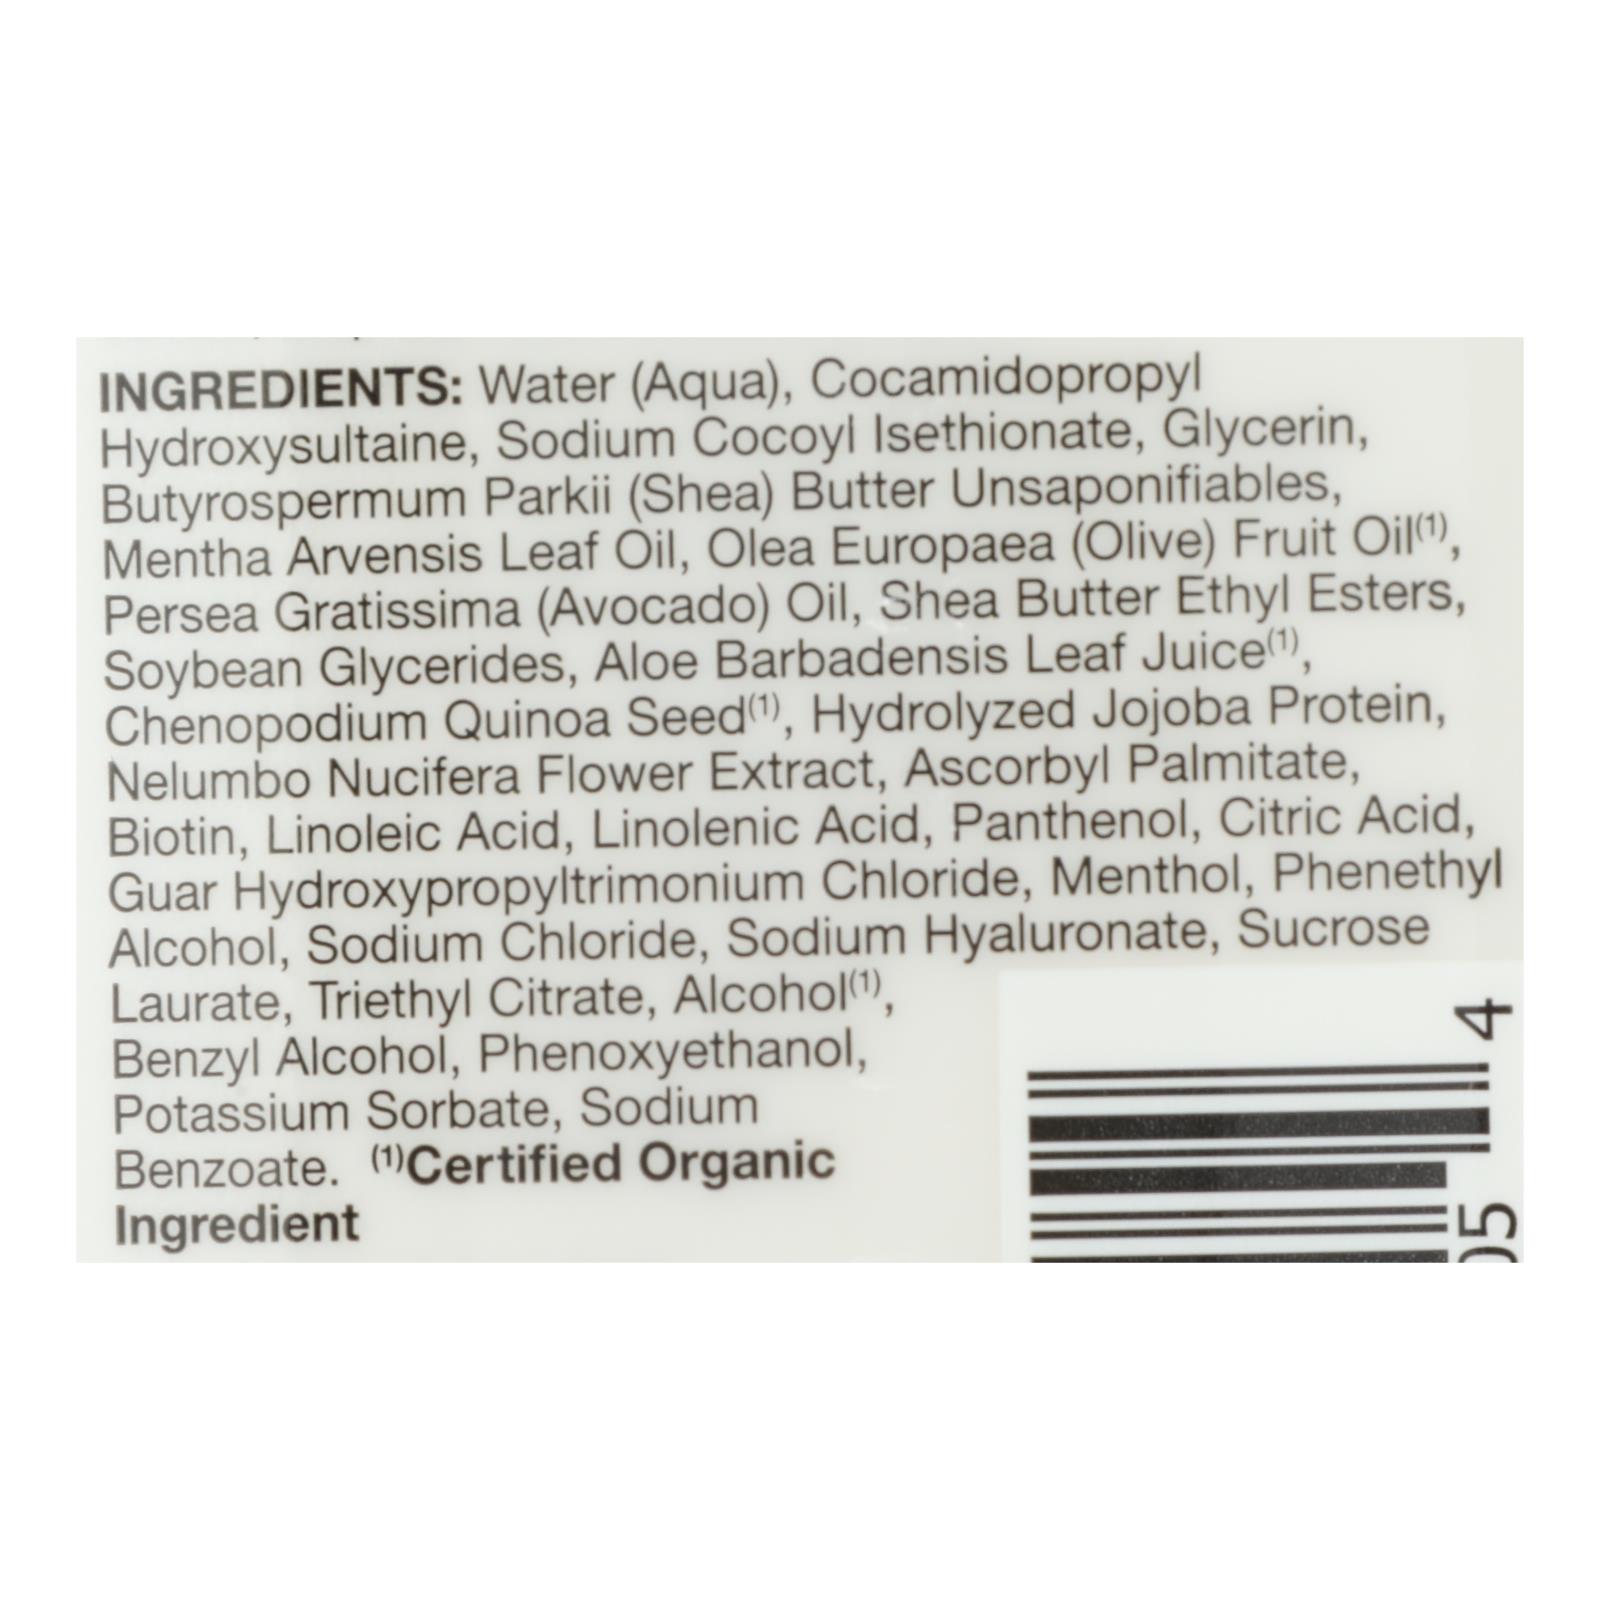 INGREDIENTS: Water (Aqua), Cocamidopropyl
Hydroxysultaine, Sodium Cocoyl Isethionate, Glycerin,
Butyrospermum Parkii (Shea) Butter Unsaponifiables,
Mentha Arvensis Leaf Oil, Olea Europaea (Olive) Fruit Oil(1),
Persea Gratissima (Avocado) Oil, Shea Butter Ethyl Esters,
Soybean Glycerides, Aloe Barbadensis Leaf Juice(1),
Chenopodium Quinoa Seed(1), Hydrolyzed Jojoba Protein,
Nelumbo Nucifera Flower Extract, Ascorbyl Palmitate,
Biotin, Linoleic Acid, Linolenic Acid, Panthenol, Citric Acid,
Guar Hydroxypropyltrimonium Chloride, Menthol, Phenethyl
Alcohol, Sodium Chloride, Sodium Hyaluronate, Sucrose
Laurate, Triethyl Citrate, Alcohol(1),
Benzyl Alcohol, Phenoxyethanol,
Potassium Sorbate, Sodium
Benzoate. (1)Certified Organic
Ingredient
4
05